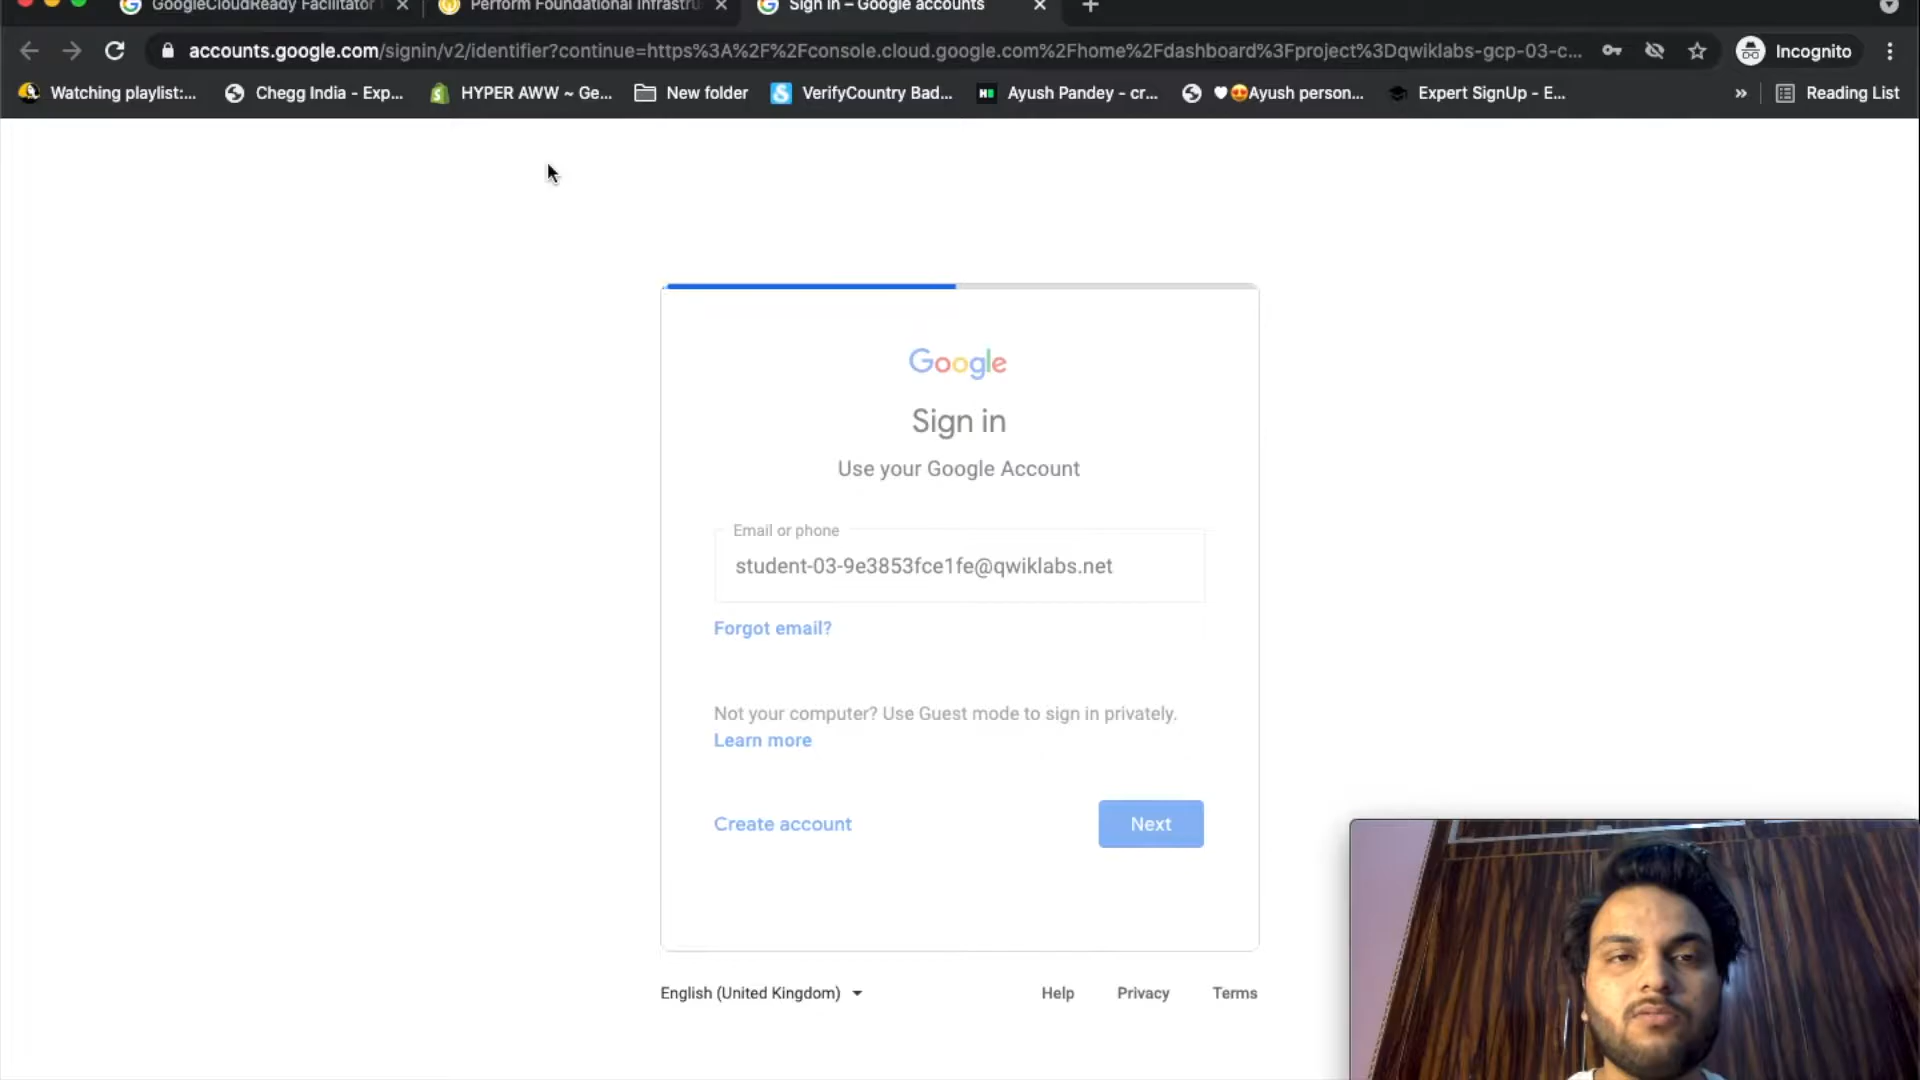 GoogleCloudReady Facilitator
Perform Foundational Infrastru
Sign in – Google accounts
accounts.google.com/signin/v2/identifier?continue=https%3A%2F%2Fconsole.cloud.google.com%2Fhome%2Fdashboard%3Fproject%3Dqwiklabs-gcp-03-c...
Incognito
Watching playlist:...
Chegg India - Exp...
HYPER AWW ~ Ge...
New folder
VerifyCountry Bad...
Ayush Pandey - cr...
🖤😍Ayush person...
Expert SignUp - E...
»
Reading List
Google
Sign in
Use your Google Account
Email or phone
student-03-9e3853fce1fe@qwiklabs.net
Forgot email?
Not your computer? Use Guest mode to sign in privately.
Learn more
Create account
Next
English (United Kingdom)
Help
Privacy
Terms